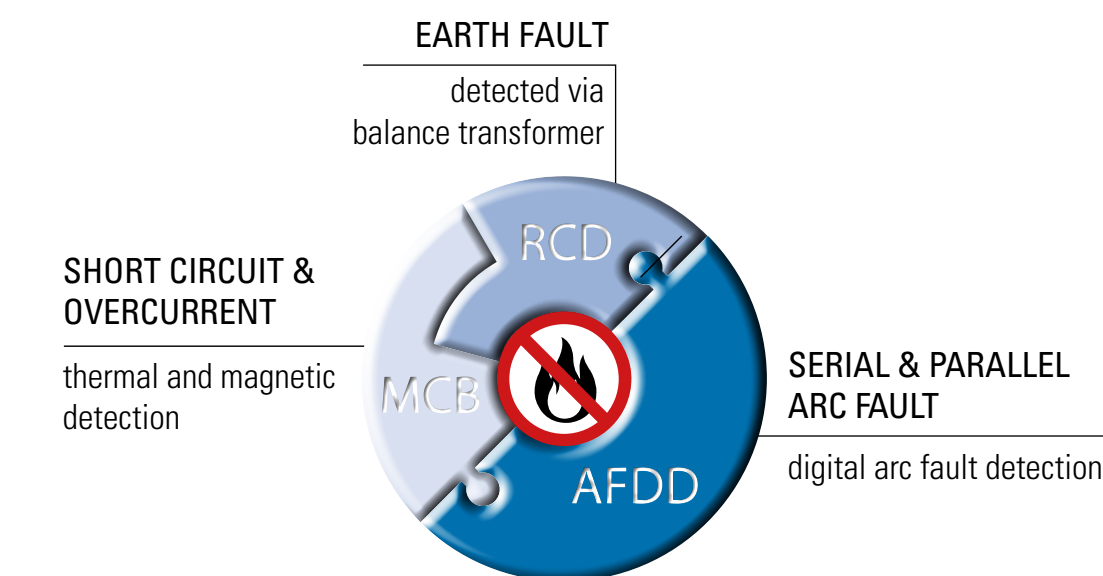 EARTH FAULT
detected via
balance transformer
RCD
SHORT CIRCUIT &
OVERCURRENT
thermal and magnetic
detection
MCB
SERIAL & PARALLEL
ARC FAULT
digital arc fault detection
AFDD